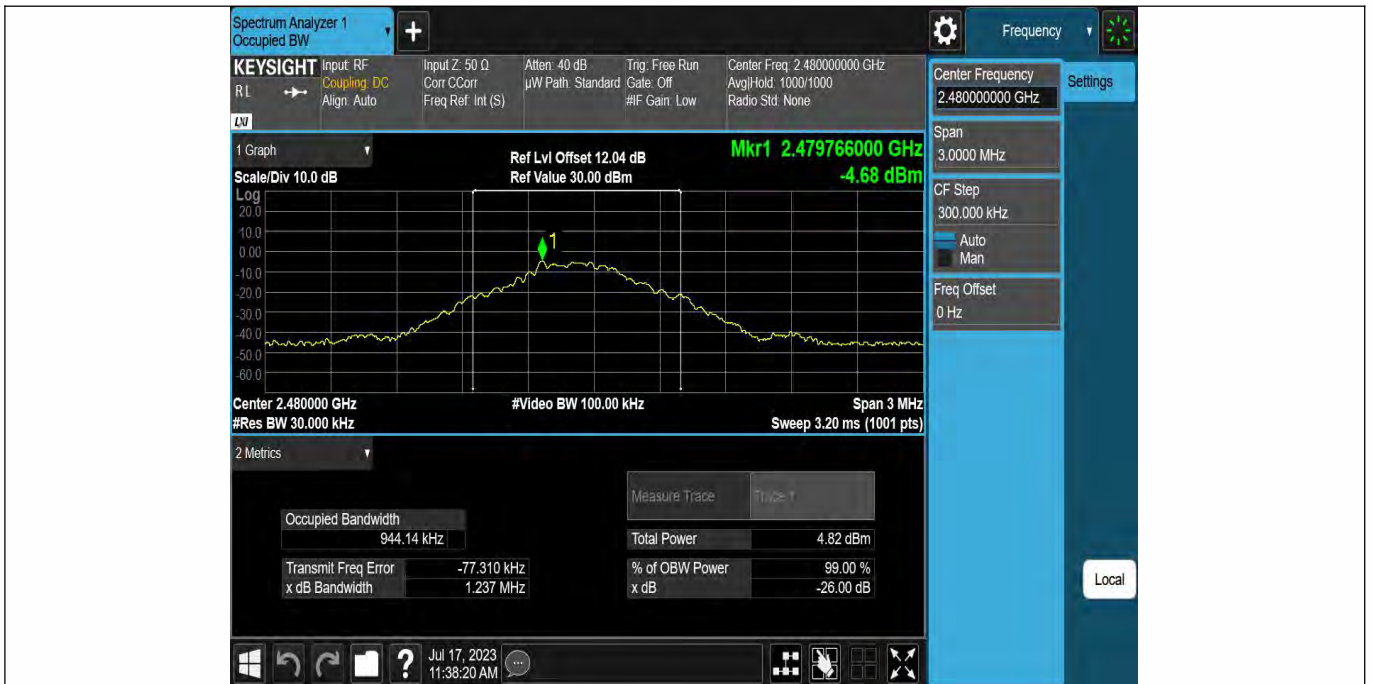 Spectrum Analyzer 1
Occupied BW
+
Frequency
KEYSIGHT
RL
LXI
Input: RF
Coupling: DC
Align: Auto
Input Z: 50 Ω
Corr CCorr
Freq Ref: Int (S)
Atten: 40 dB
µW Path: Standard
Trig: Free Run
Gate: Off
#IF Gain: Low
Center Freq: 2.480000000 GHz
Avg|Hold: 1000/1000
Radio Std: None
Center Frequency
2.480000000 GHz
Settings
Span
3.0000 MHz
CF Step
300.000 kHz
Auto
Man
Freq Offset
0 Hz
1 Graph
Scale/Div 10.0 dB
Ref Lvl Offset 12.04 dB
Ref Value 30.00 dBm
Mkr1 2.479766000 GHz
-4.68 dBm
Log
20.0
10.0
0.00
-10.0
-20.0
-30.0
-40.0
-50.0
-60.0
1
Center 2.480000 GHz
#Video BW 100.00 kHz
Span 3 MHz
#Res BW 30.000 kHz
Sweep 3.20 ms (1001 pts)
2 Metrics
Measure Trace
Trace 1
Occupied Bandwidth
944.14 kHz
Total Power 4.82 dBm
Transmit Freq Error -77.310 kHz
% of OBW Power 99.00 %
x dB Bandwidth 1.237 MHz
x dB -26.00 dB
Local
?
Jul 17, 2023
11:38:20 AM